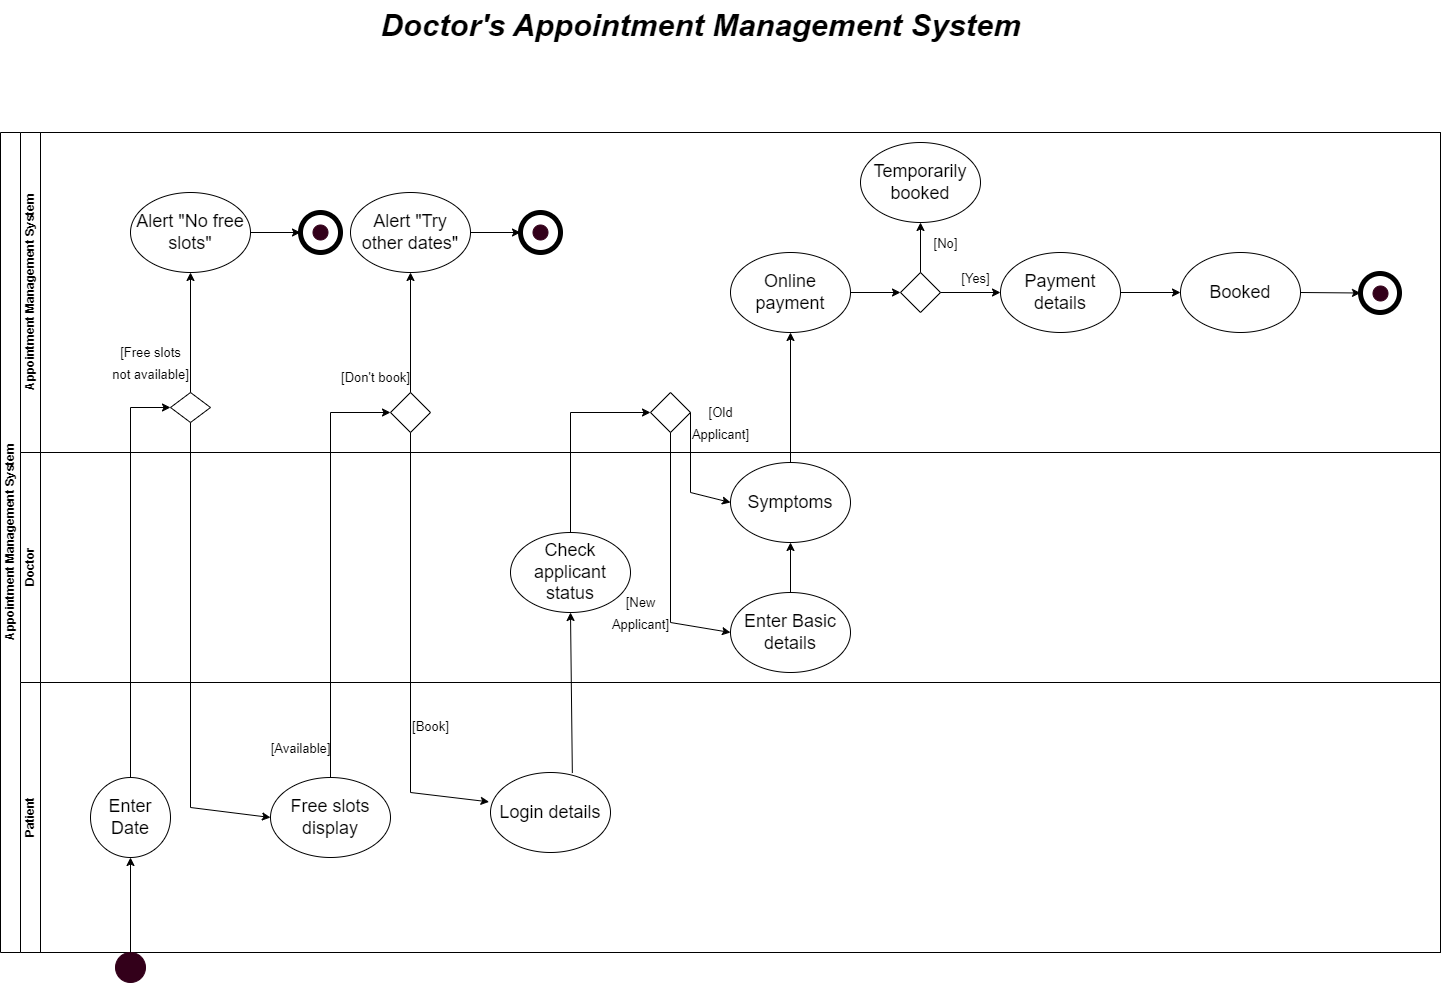 Doctor's Appointment Management System
Appointment Management System
Appointment Management System
Doctor
Patient
Alert "No free
slots"
Alert "Try
other dates"
Temporarily
booked
[No]
Online
payment
[Yes]
Payment
details
Booked
[Free slots
not available]
[Don't book]
[Old
Applicant]
Symptoms
Check
applicant
status
[New
Applicant]
Enter Basic
details
[Book]
[Available]
Enter
Date
Free slots
display
Login details